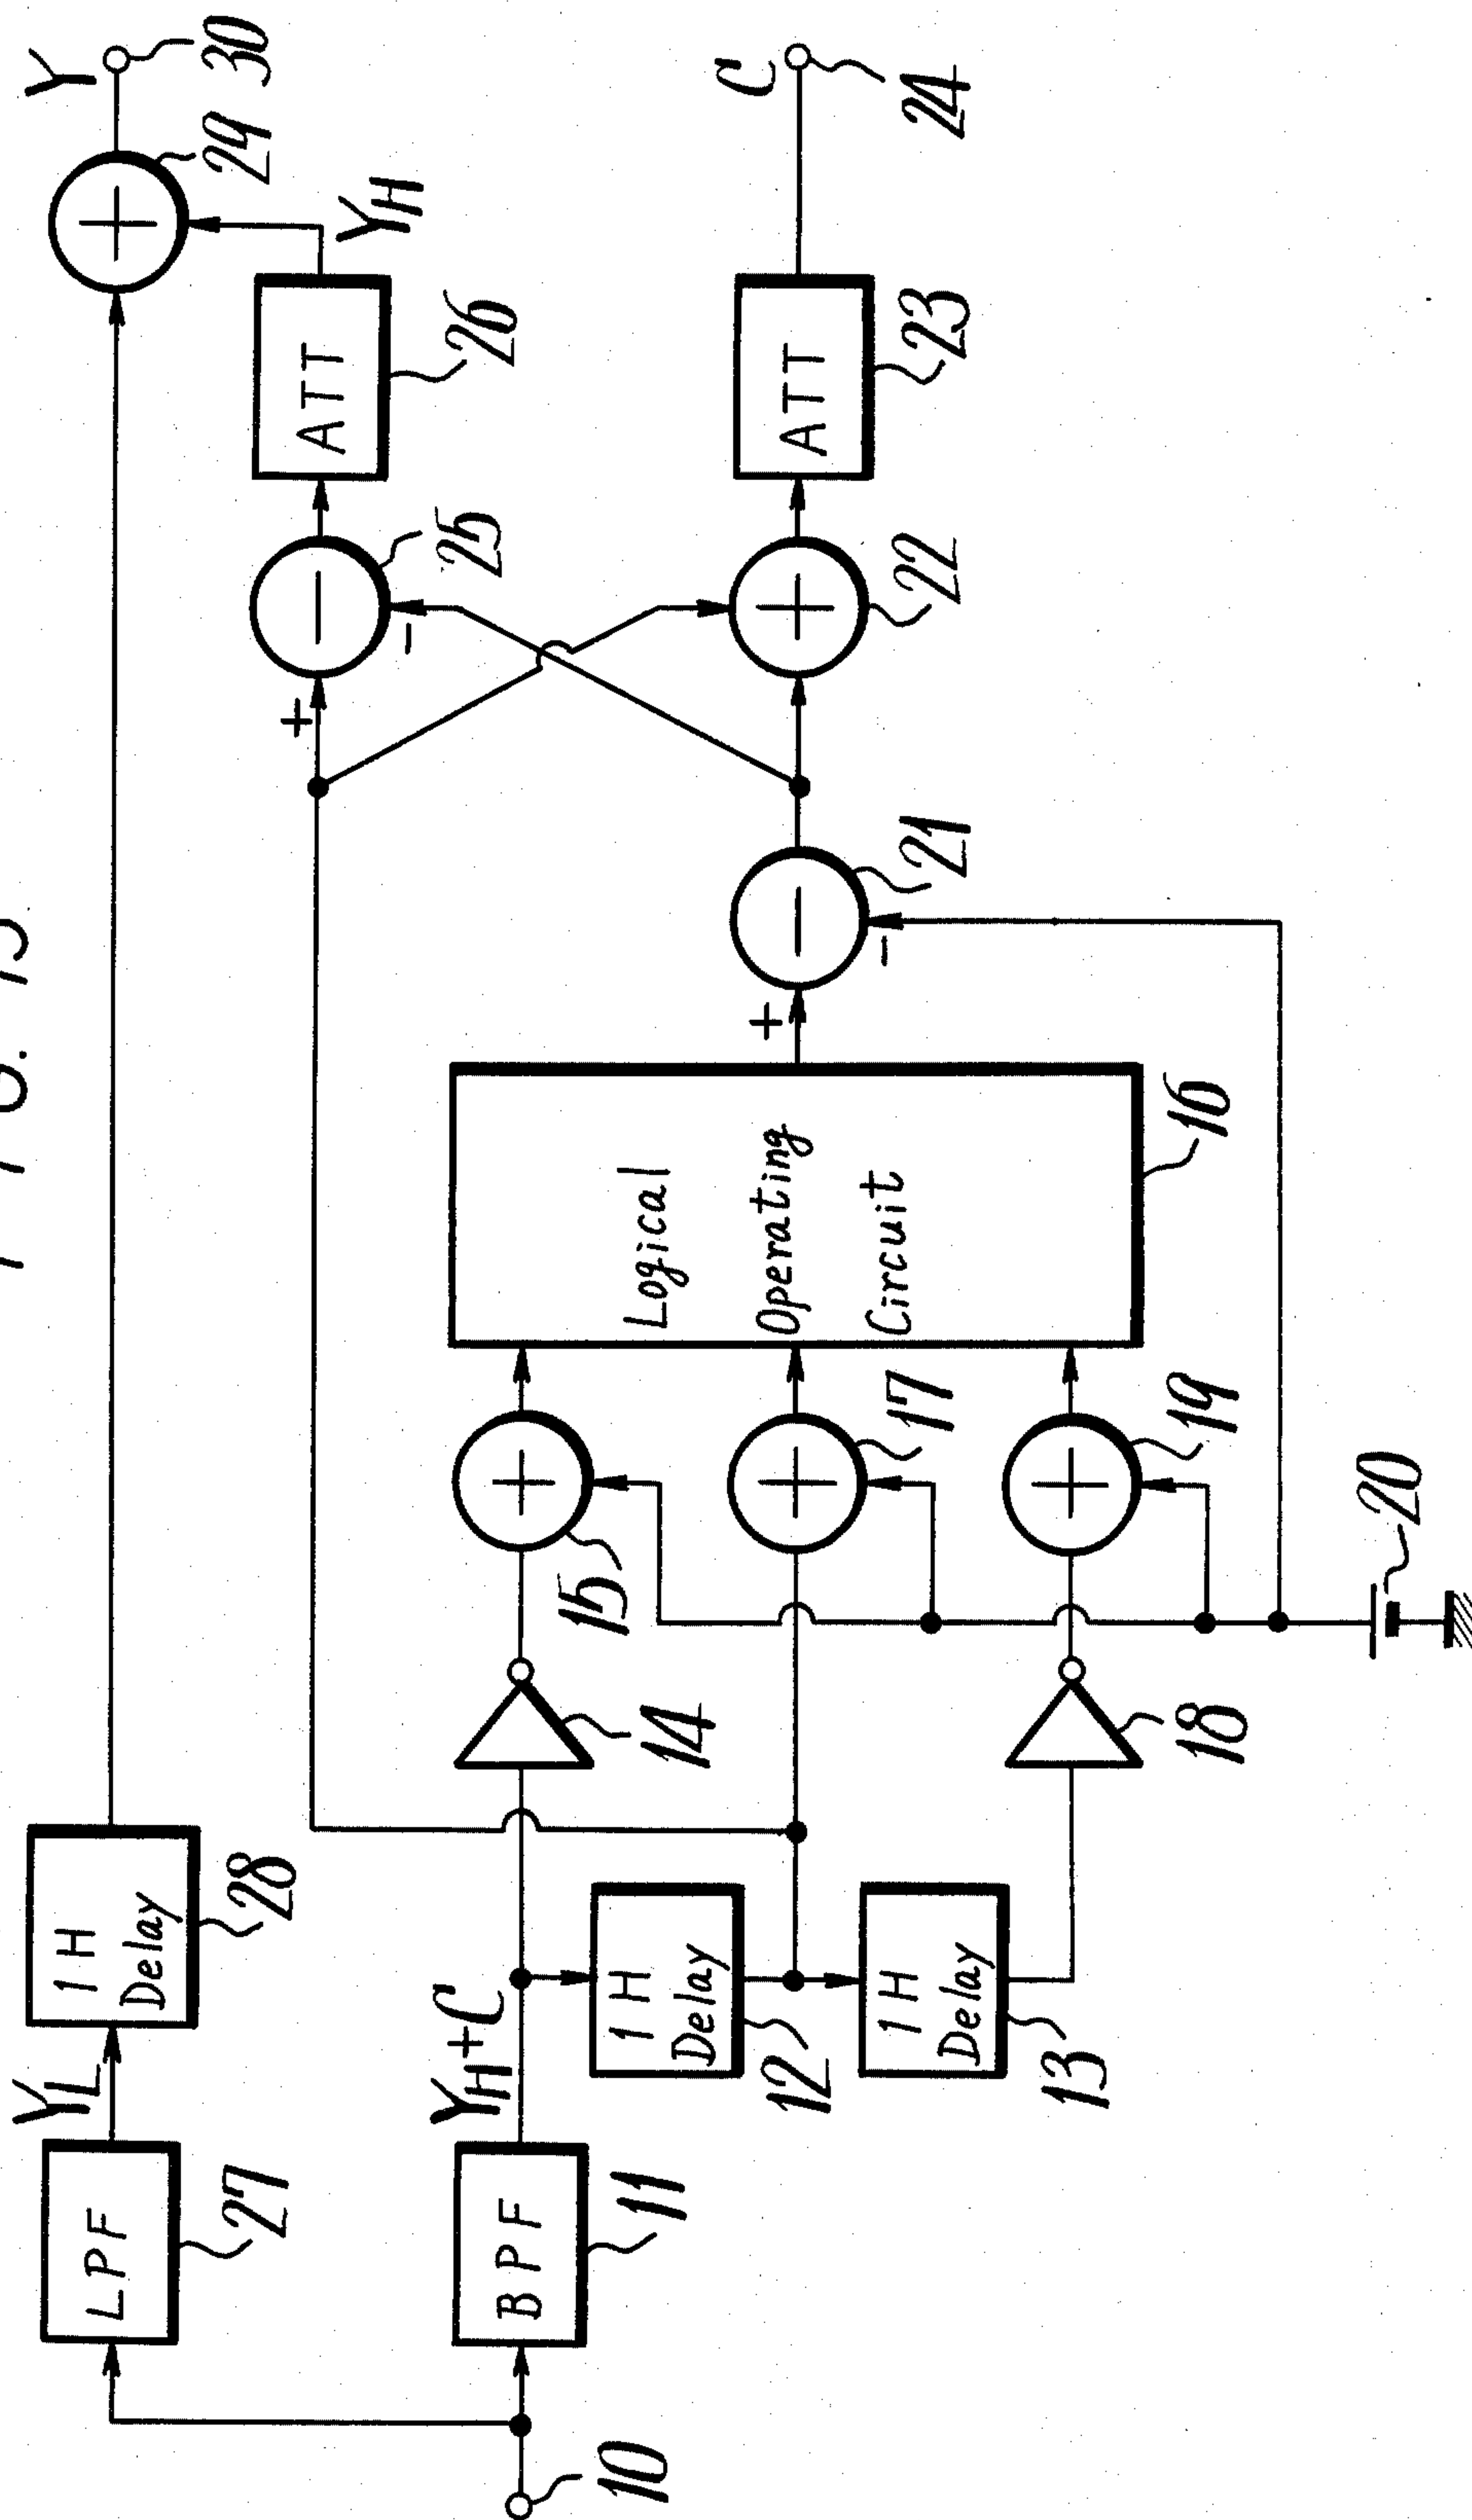 YL
LPF
27
1H
Delay
28
Y
29
30
YH
ATT
26
+
-
25
10
BPF
11
YH+C
14
15
1H
Delay
12
17
1H
Delay
13
18
19
20
Logical
Operating
Circuit
16
+
-
21
22
ATT
23
C
24